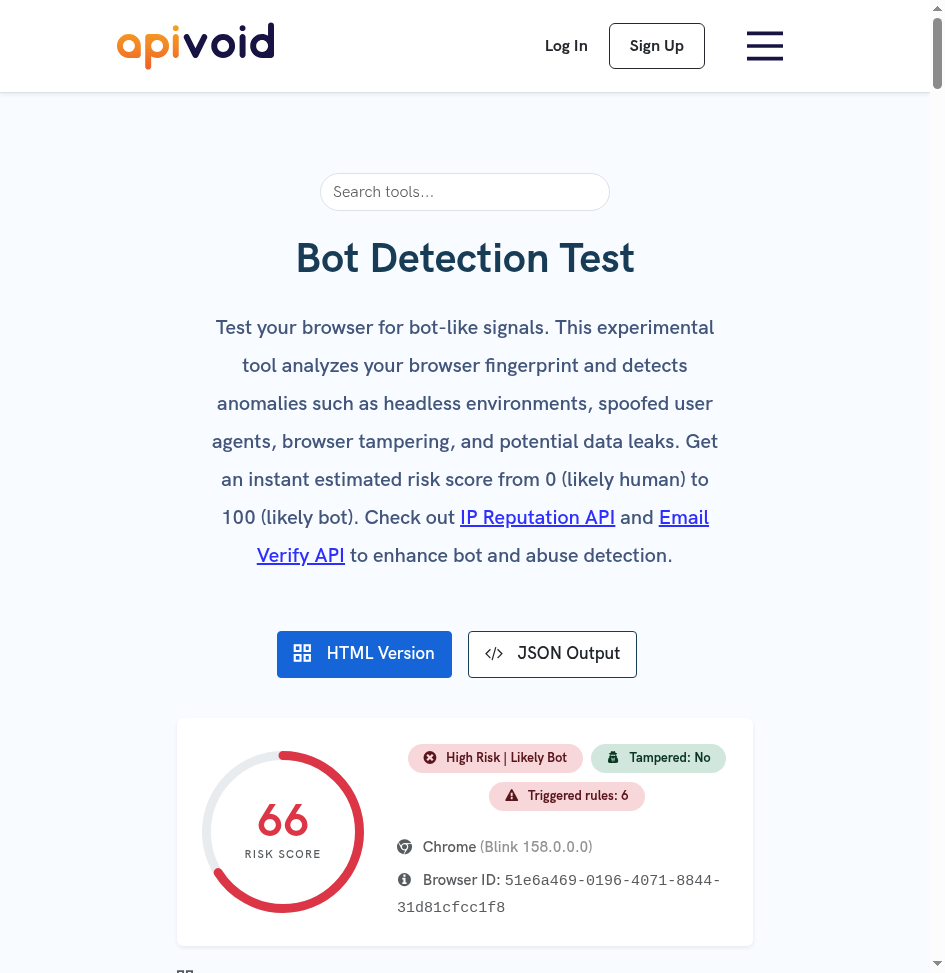 apivoid
Log In
Sign Up
Search tools...
Bot Detection Test
Test your browser for bot-like signals. This experimental
tool analyzes your browser fingerprint and detects
anomalies such as headless environments, spoofed user
agents, browser tampering, and potential data leaks. Get
an instant estimated risk score from 0 (likely human) to
100 (likely bot). Check out IP Reputation API and Email
Verify API to enhance bot and abuse detection.
HTML Version
JSON Output
66
RISK SCORE
High Risk | Likely Bot
Tampered: No
Triggered rules: 6
Chrome (Blink 158.0.0.0)
Browser ID: 51e6a469-0196-4071-8844-
31d81cfcc1f8